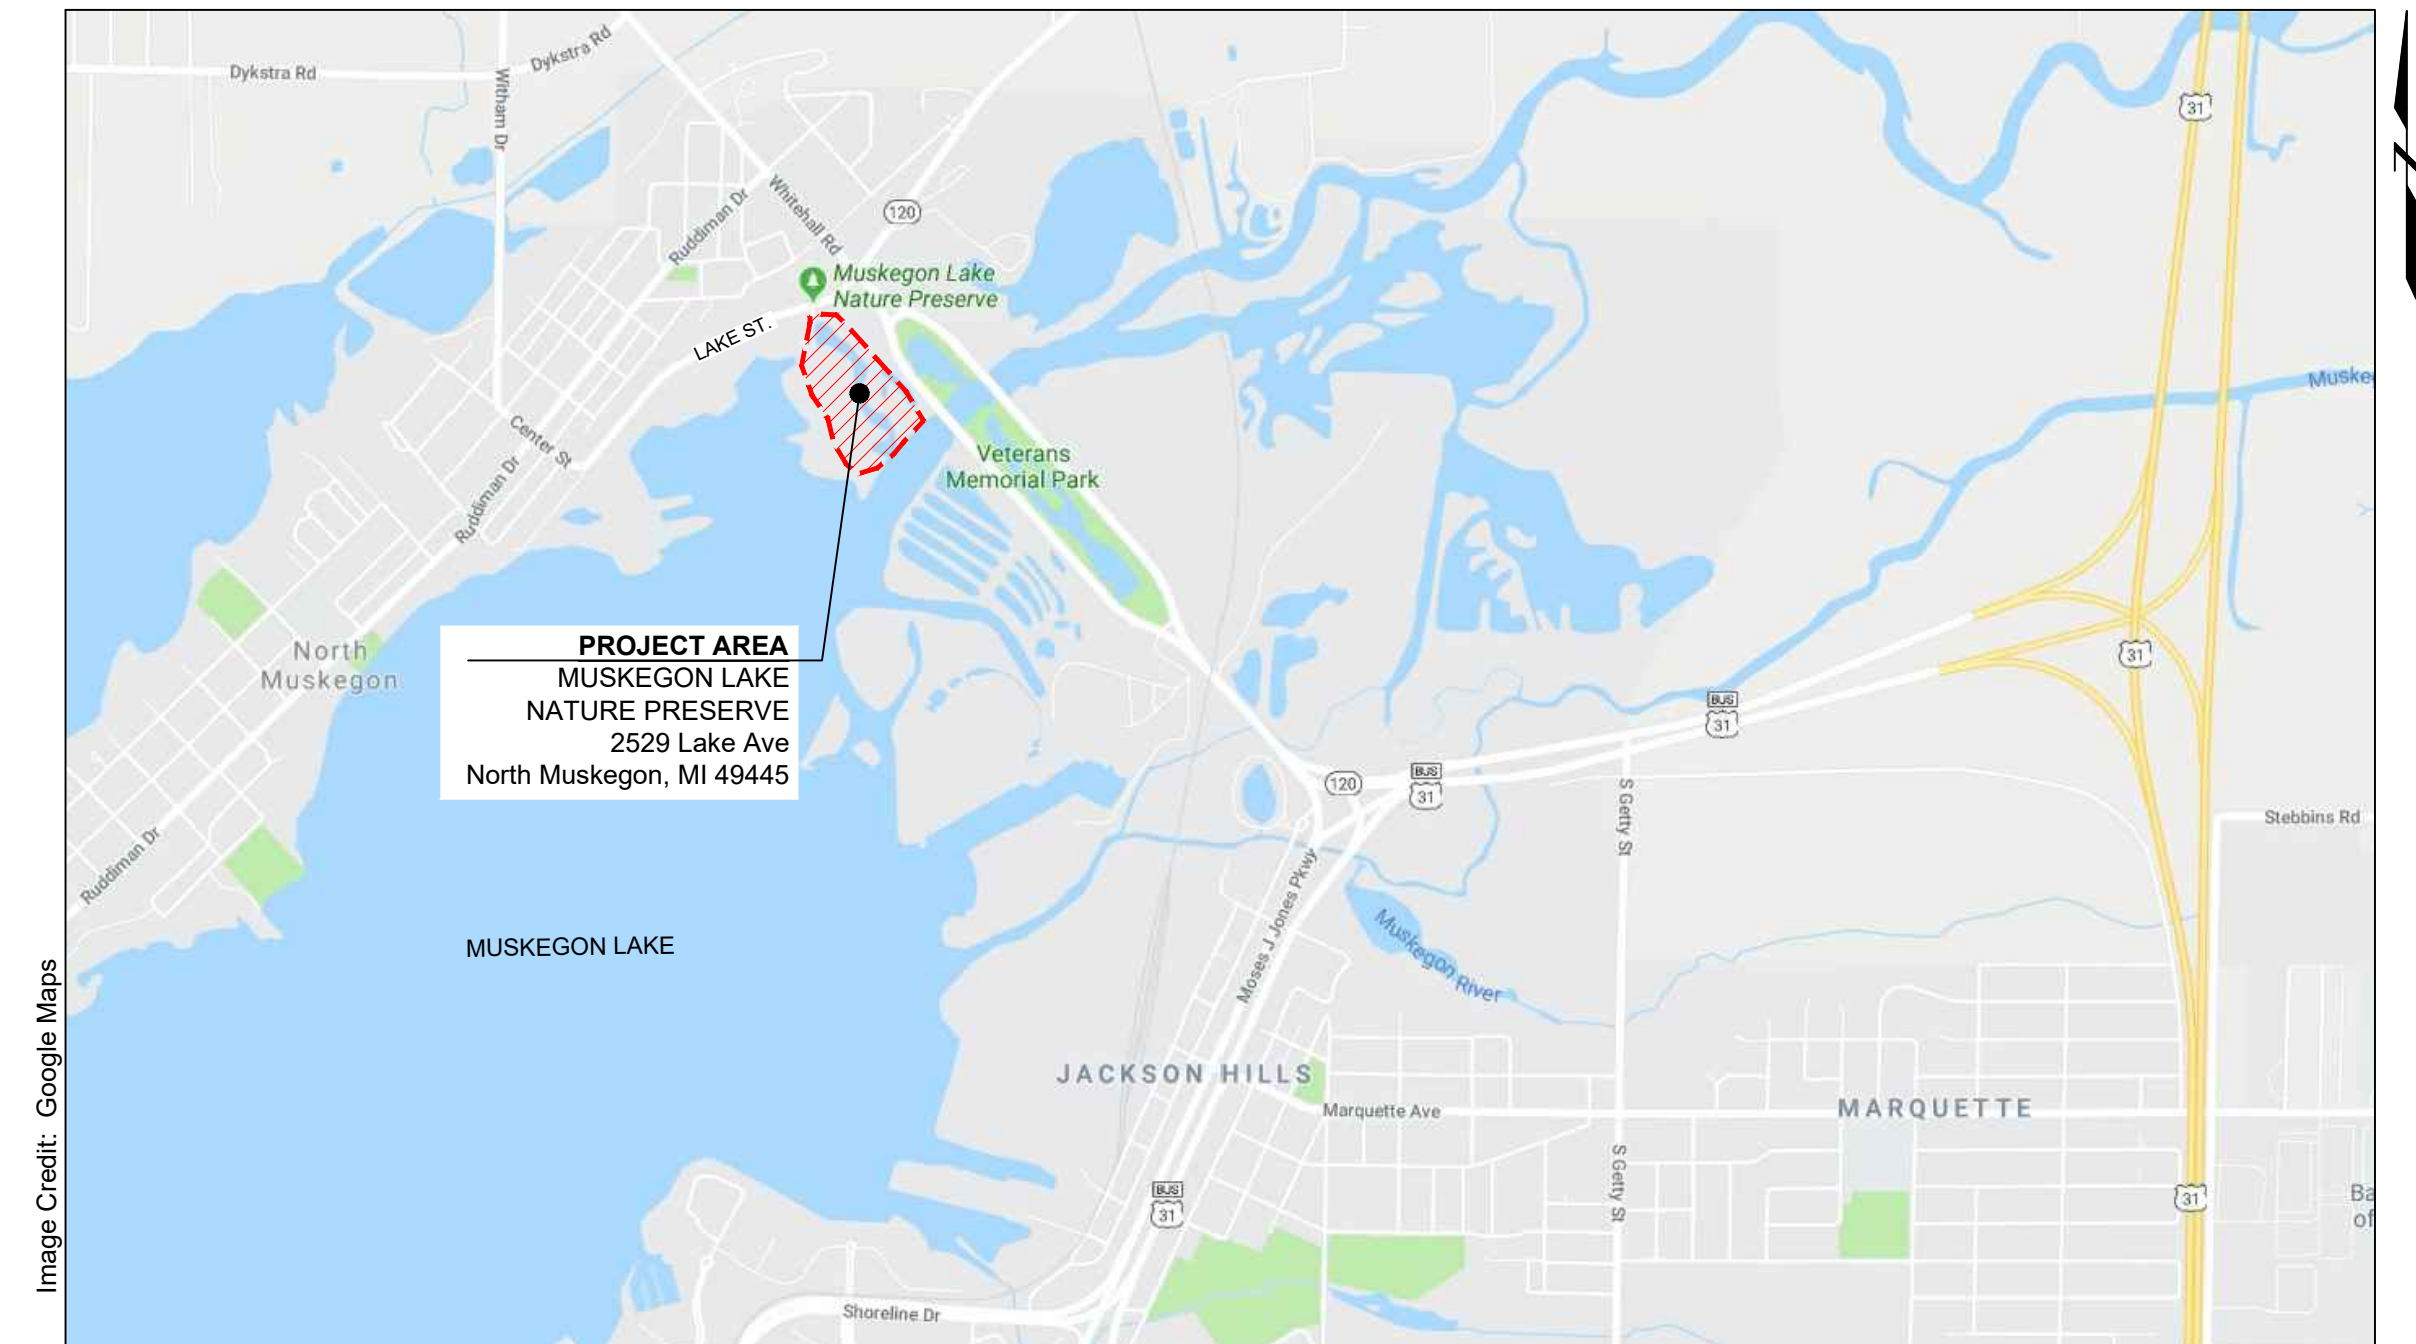 Dykstra Rd
Dykstra Rd
Witham Dr
31
Ruddiman Dr
Whitehall Rd
120
Muskegon Lake
Nature Preserve
LAKE ST.
Center St
Ruddiman Dr
Veterans
Memorial Park
North
Muskegon
PROJECT AREA
MUSKEGON LAKE
NATURE PRESERVE
2529 Lake Ave
North Muskegon, MI 49445
31
BUS
31
120
BUS
31
S Getty St
Stebbins Rd
Ruddiman Dr
Moses J Jones Pkwy
Muskegon River
MUSKEGON LAKE
Image Credit: Google Maps
JACKSON HILLS
Marquette Ave
MARQUETTE
S Getty St
BUS
31
31
Shoreline Dr